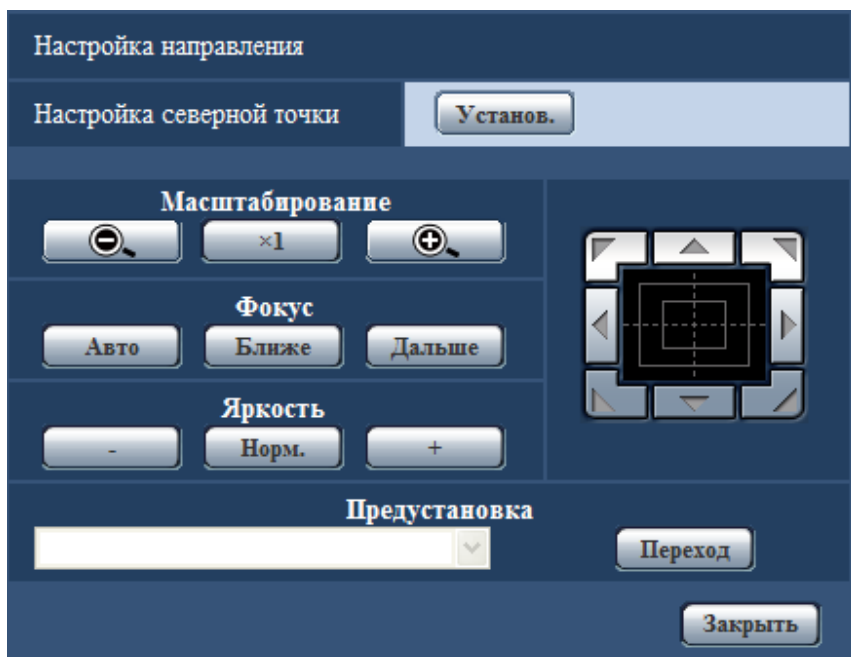 Настройка направления
Настройка северной точки Установ.
Масштабирование
×1
Фокус
Авто Ближе Дальше
Яркость
- Норм. +
Предустановка
Переход
Закрыть